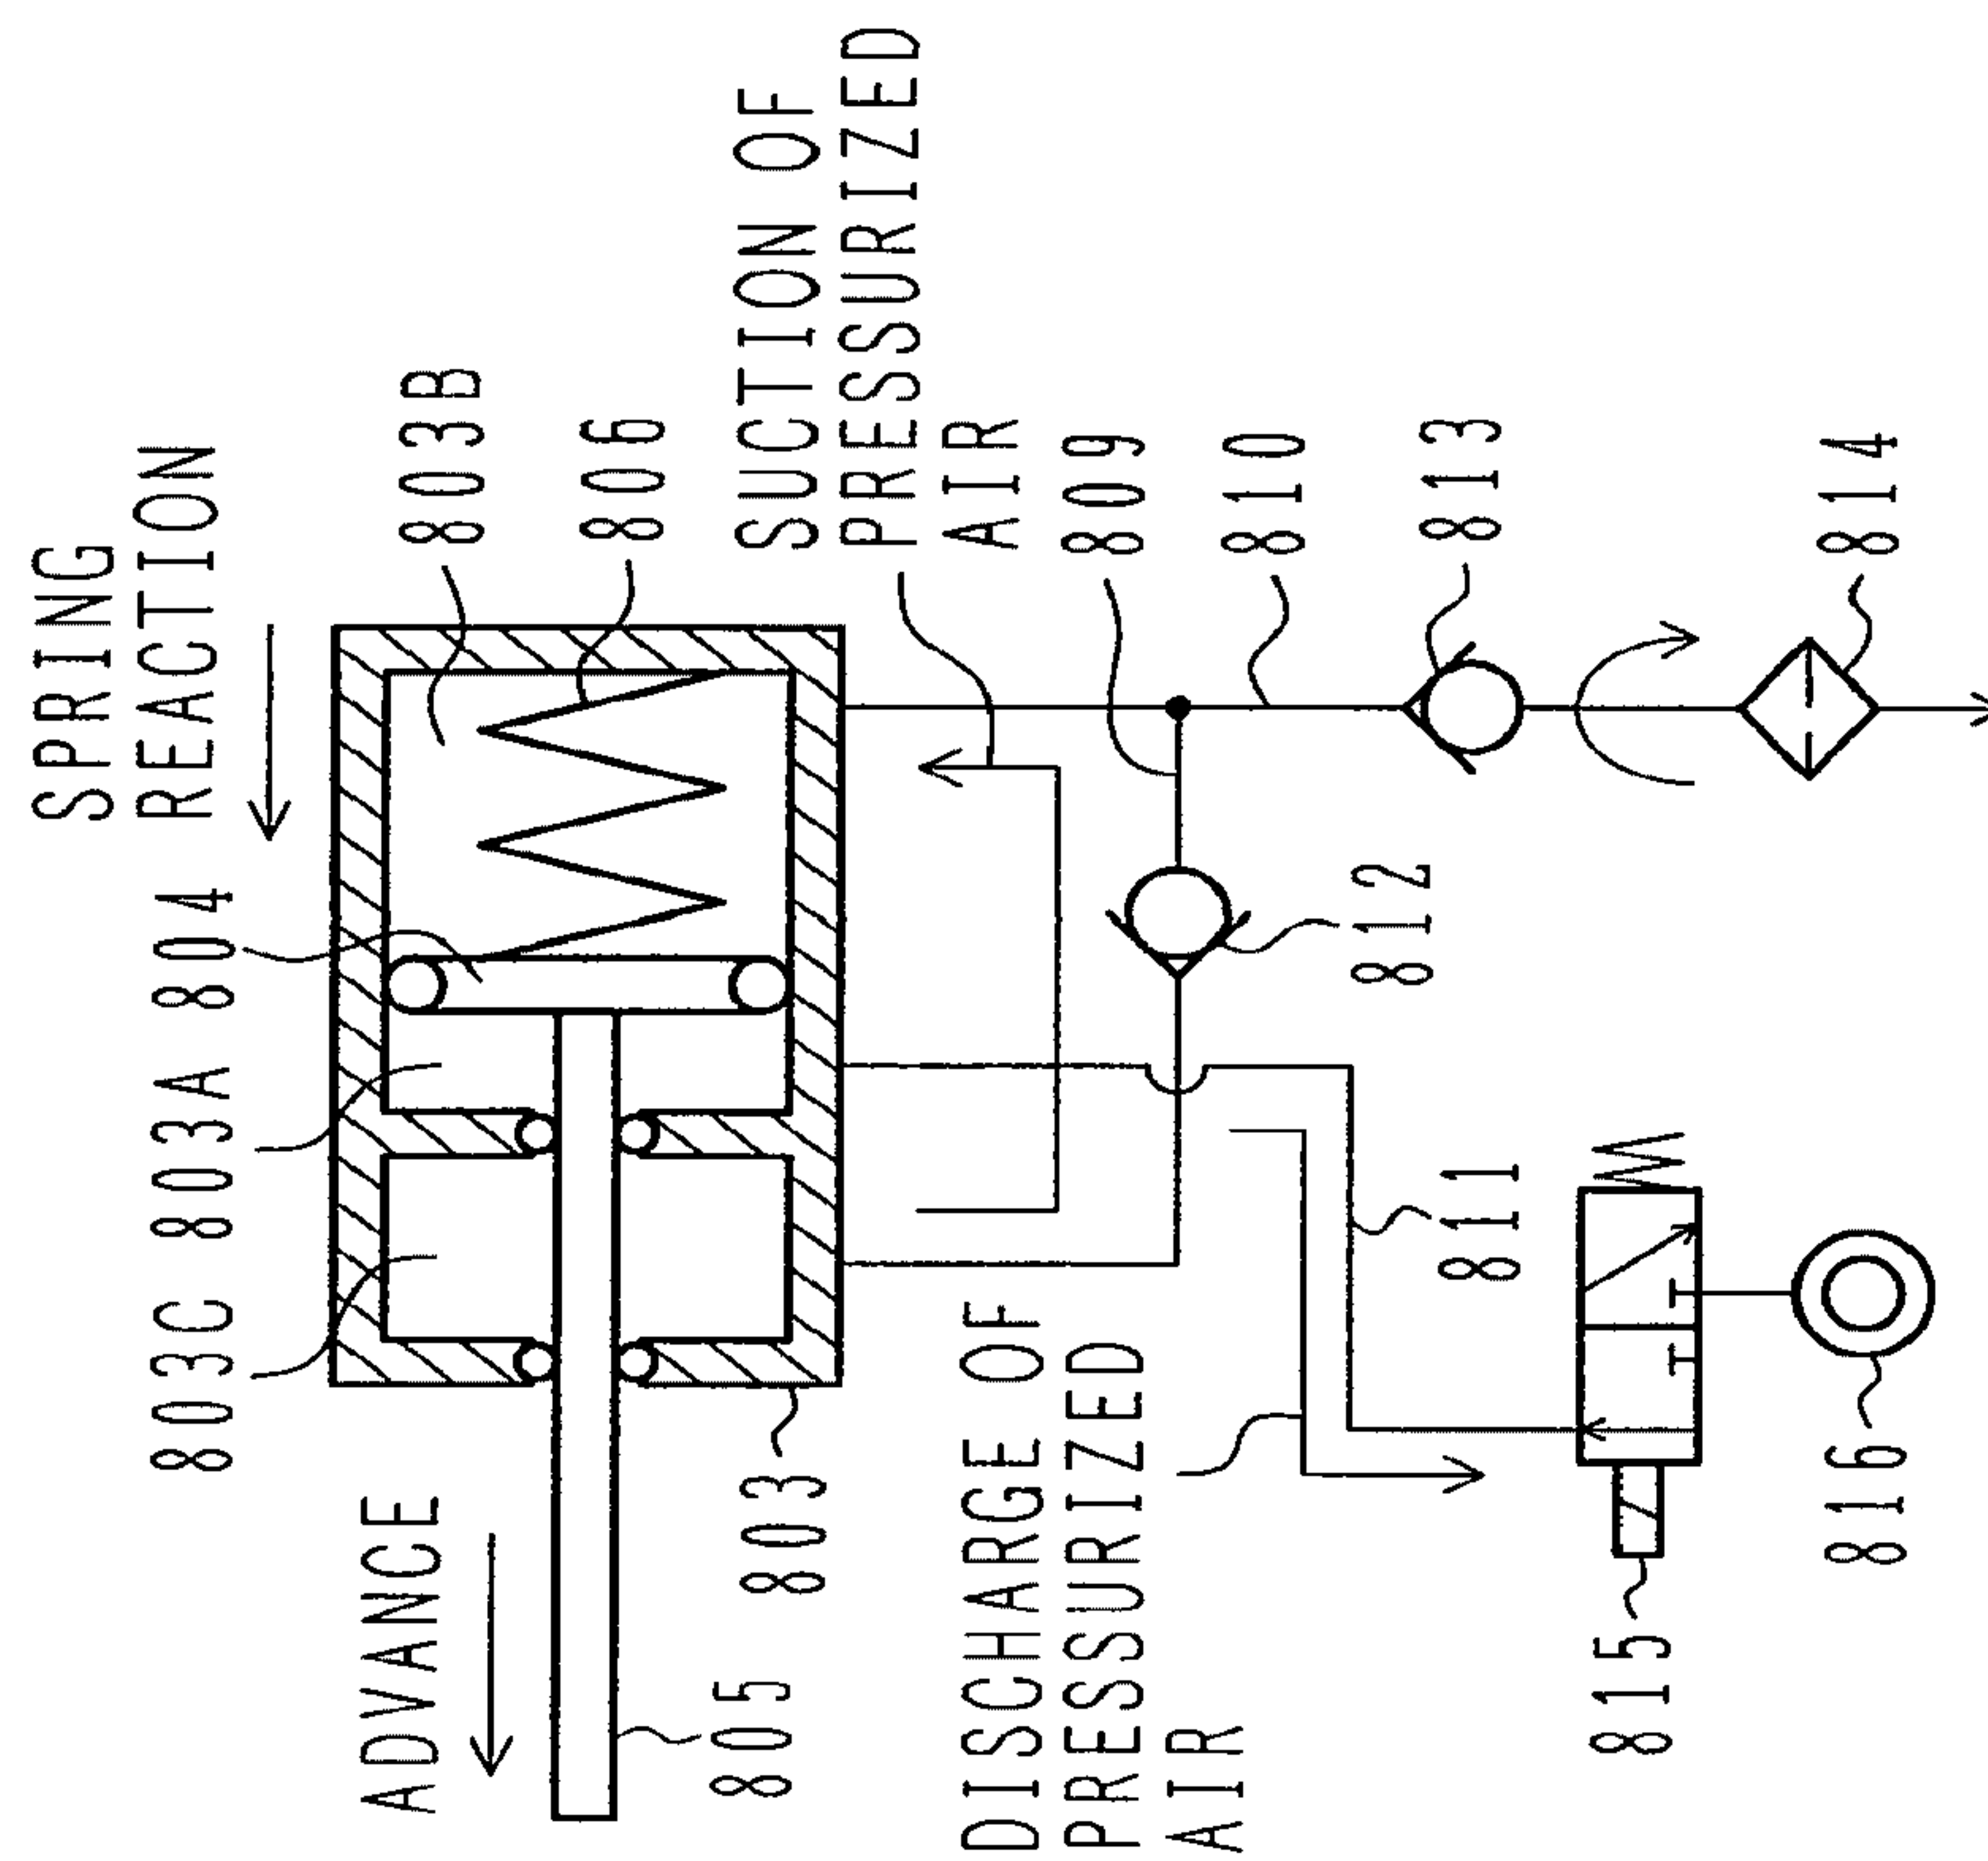 SPRING
REACTION
803C 803A 804
803B
806
ADVANCE
805
803
SUCTION OF
PRESSURIZED
AIR
809
810
813
814
812
DISCHARGE OF
PRESSURIZED
AIR
811
815
816